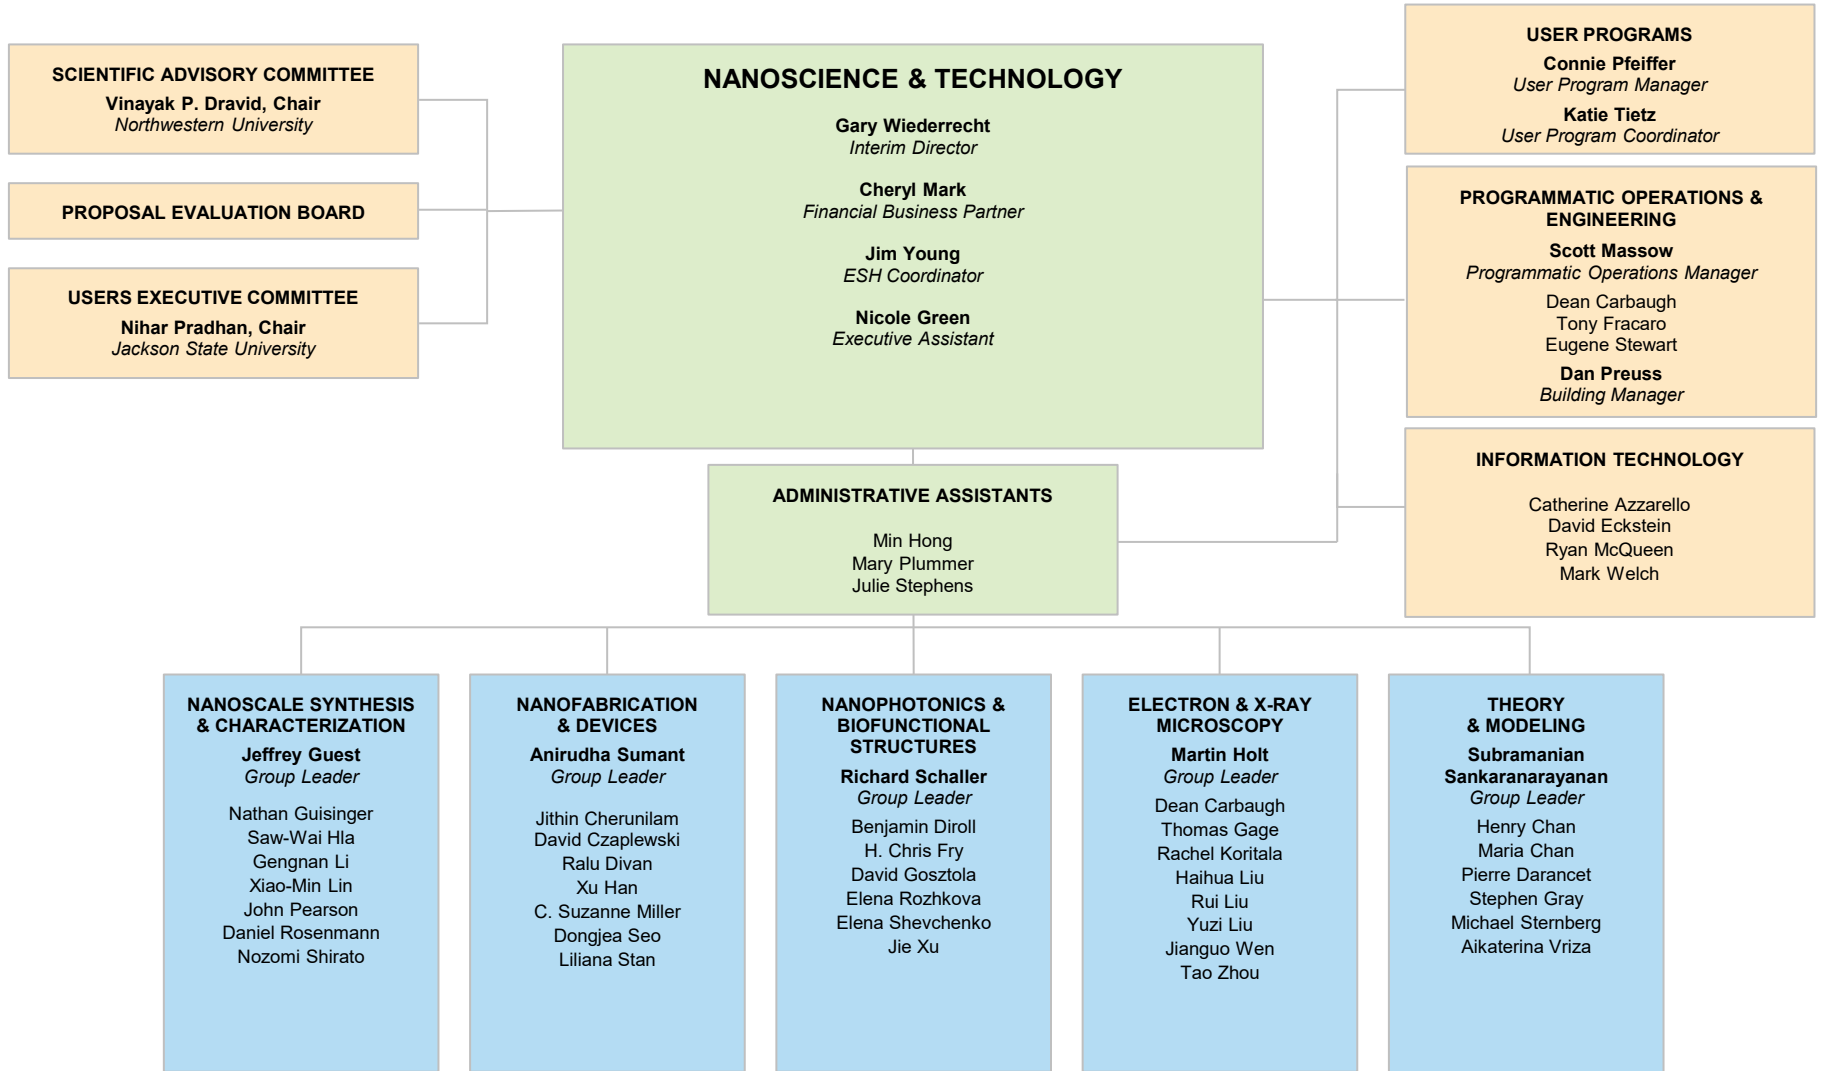 SCIENTIFIC ADVISORY COMMITTEE
Vinayak P. Dravid, Chair
Northwestern University
PROPOSAL EVALUATION BOARD
USERS EXECUTIVE COMMITTEE
Nihar Pradhan, Chair
Jackson State University
NANOSCIENCE & TECHNOLOGY
Gary Wiederrecht
Interim Director
Cheryl Mark
Financial Business Partner
Jim Young
ESH Coordinator
Nicole Green
Executive Assistant
USER PROGRAMS
Connie Pfeiffer
User Program Manager
Katie Tietz
User Program Coordinator
PROGRAMMATIC OPERATIONS &
ENGINEERING
Scott Massow
Programmatic Operations Manager
Dean Carbaugh
Tony Fracaro
Eugene Stewart
Dan Preuss
Building Manager
INFORMATION TECHNOLOGY
Catherine Azzarello
David Eckstein
Ryan McQueen
Mark Welch
ADMINISTRATIVE ASSISTANTS
Min Hong
Mary Plummer
Julie Stephens
NANOSCALE SYNTHESIS
& CHARACTERIZATION
Jeffrey Guest
Group Leader
Nathan Guisinger
Saw-Wai Hla
Gengnan Li
Xiao-Min Lin
John Pearson
Daniel Rosenmann
Nozomi Shirato
NANOFABRICATION
& DEVICES
Anirudha Sumant
Group Leader
Jithin Cherunilam
David Czaplewski
Ralu Divan
Xu Han
C. Suzanne Miller
Dongjea Seo
Liliana Stan
NANOPHOTONICS &
BIOFUNCTIONAL
STRUCTURES
Richard Schaller
Group Leader
Benjamin Diroll
H. Chris Fry
David Gosztola
Elena Rozhkova
Elena Shevchenko
Jie Xu
ELECTRON & X-RAY
MICROSCOPY
Martin Holt
Group Leader
Dean Carbaugh
Thomas Gage
Rachel Koritala
Haihua Liu
Rui Liu
Yuzi Liu
Jianguo Wen
Tao Zhou
THEORY
& MODELING
Subramanian
Sankaranarayanan
Group Leader
Henry Chan
Maria Chan
Pierre Darancet
Stephen Gray
Michael Sternberg
Aikaterina Vriza